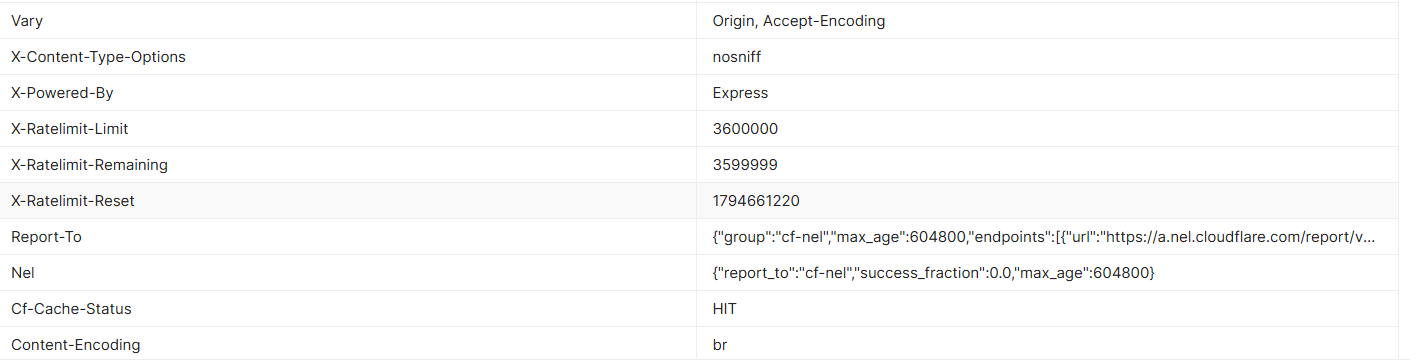 Vary Origin, Accept-Encoding
X-Content-Type-Options nosniff
X-Powered-By Express
X-Ratelimit-Limit 3600000
X-Ratelimit-Remaining 3599999
X-Ratelimit-Reset 1794661220
Report-To {"group":"cf-nel","max_age":604800,"endpoints":[{"url":"https://a.nel.cloudflare.com/report/v...
Nel {"report_to":"cf-nel","success_fraction":0.0,"max_age":604800}
Cf-Cache-Status HIT
Content-Encoding br